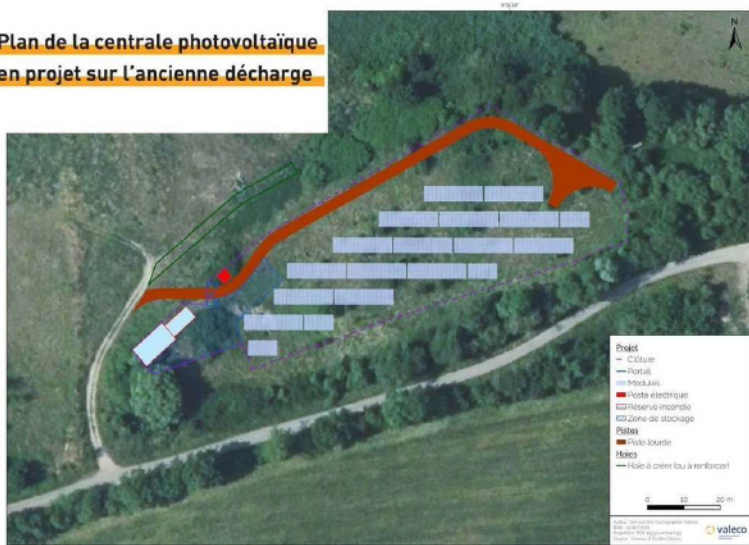 Plan de la centrale photovoltaïque
en projet sur l'ancienne décharge
N
Projet
Clôture
Portail
Modules
Poste électrique
Réserve incendie
Zone de stockage
Pistes
Piste lourde
Haies
Haie à créer (ou à renforcer)
0 10 20 m
valeco